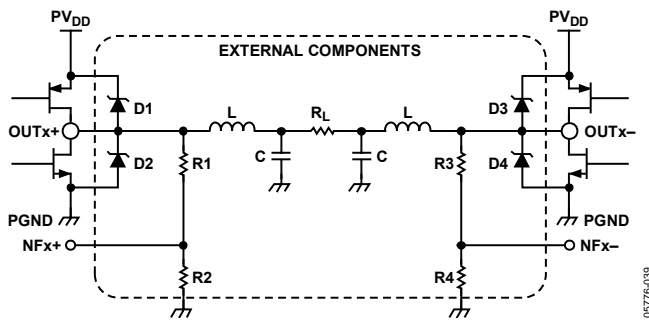 PVDD
PVDD
EXTERNAL COMPONENTS
D1
L
RL
L
D3
OUTx+
OUTx–
D2
R1
C
C
R3
D4
PGND
PGND
NFx+
NFx–
R2
R4
05776-039